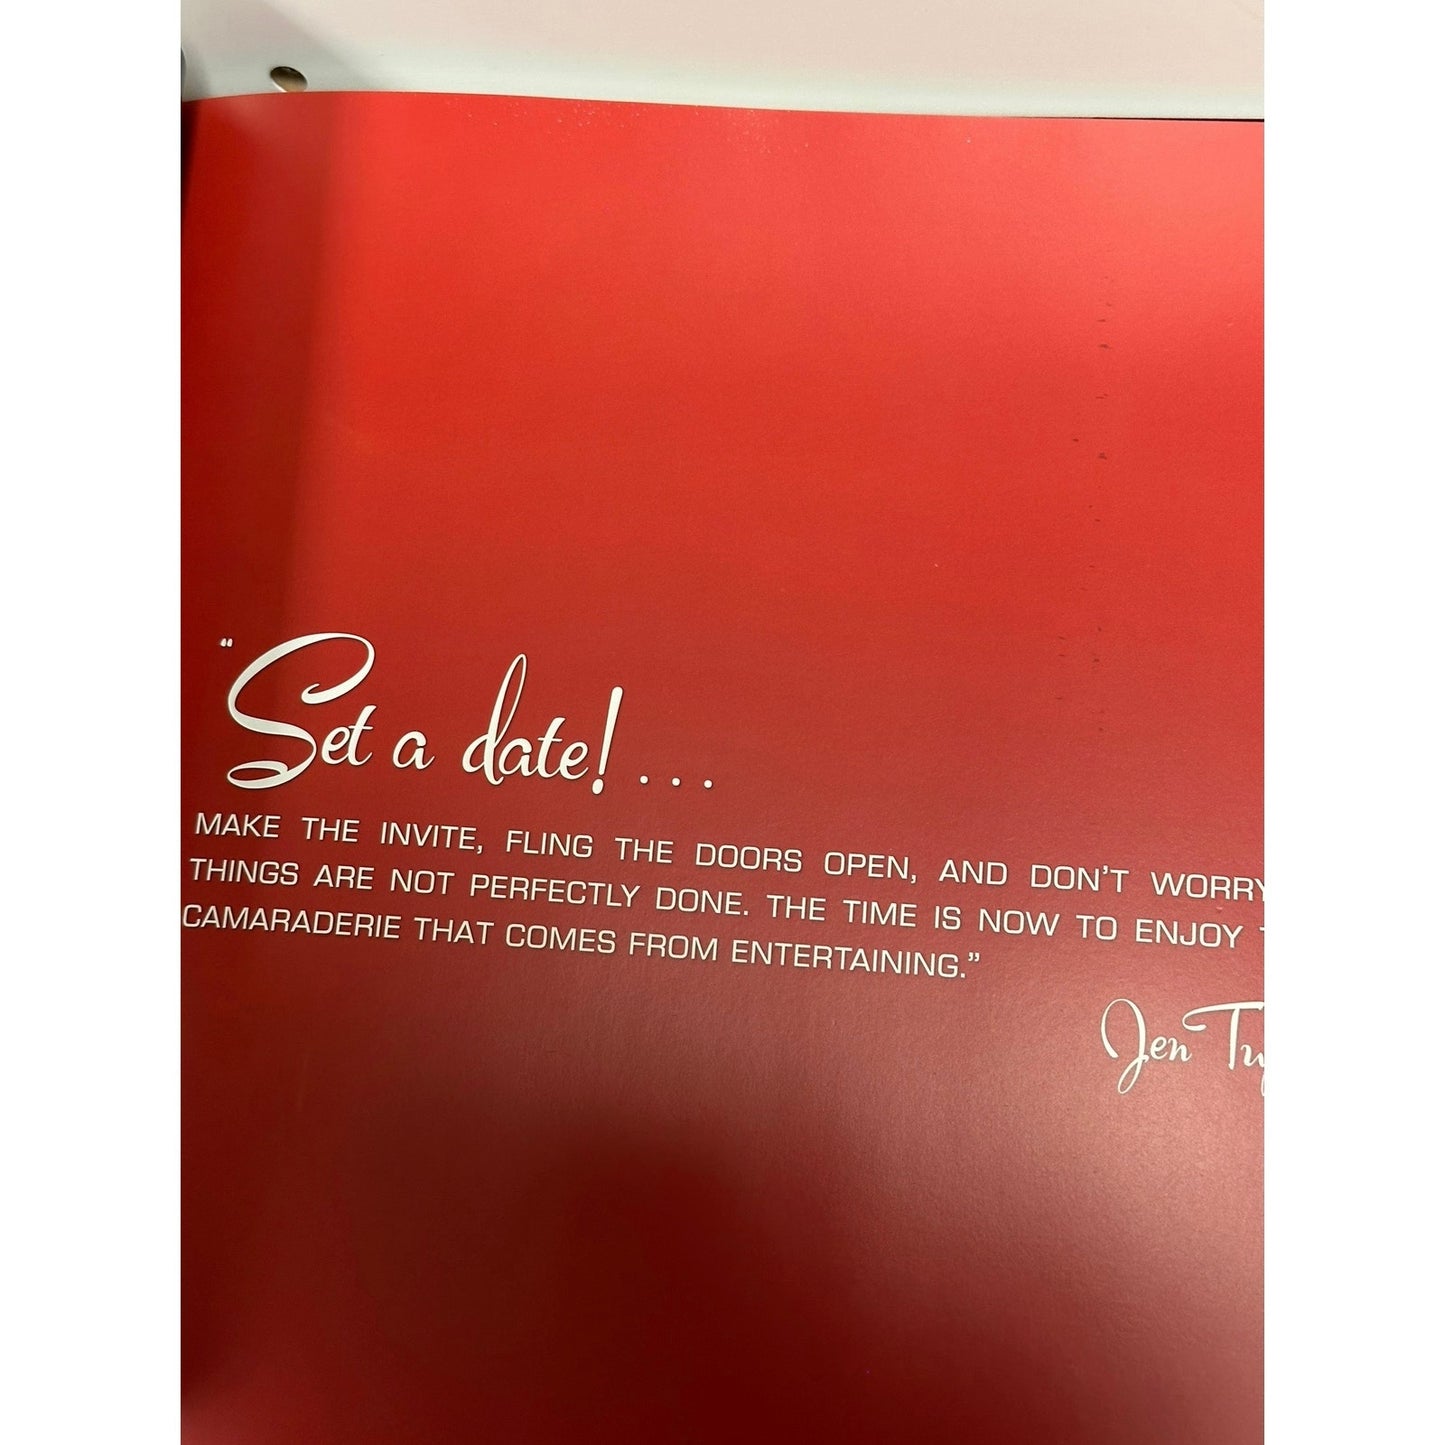 “Set a date! . . .
MAKE THE INVITE, FLING THE DOORS OPEN, AND DON’T WORRY
THINGS ARE NOT PERFECTLY DONE. THE TIME IS NOW TO ENJOY
CAMARADERIE THAT COMES FROM ENTERTAINING.”
Jen